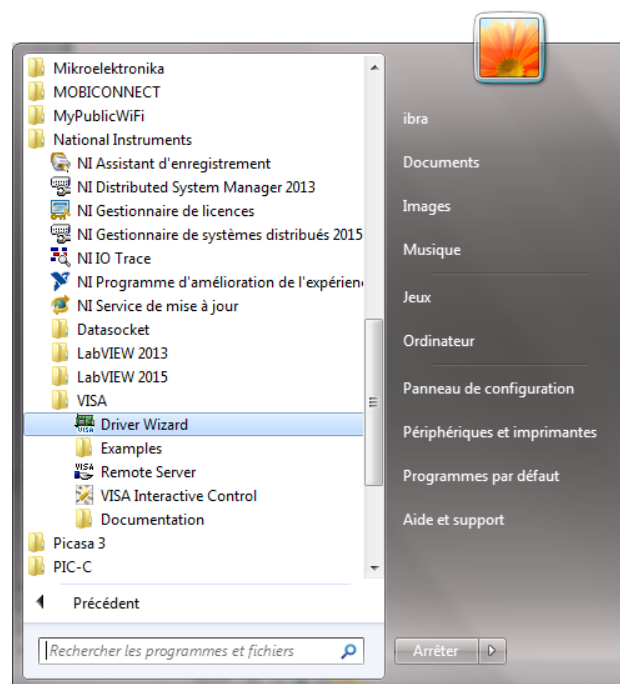 Mikroelektronika
MOBICONNECT
MyPublicWiFi
National Instruments
NI Assistant d'enregistrement
NI Distributed System Manager 2013
NI Gestionnaire de licences
NI Gestionnaire de systèmes distribués 2015
NI IO Trace
NI Programme d'amélioration de l'expérien
NI Service de mise à jour
Datasocket
LabVIEW 2013
LabVIEW 2015
VISA
Driver Wizard
Examples
Remote Server
VISA Interactive Control
Documentation
Picasa 3
PIC-C
Précédent
Rechercher les programmes et fichiers
ibra
Documents
Images
Musique
Jeux
Ordinateur
Panneau de configuration
Périphériques et imprimantes
Programmes par défaut
Aide et support
Arrêter